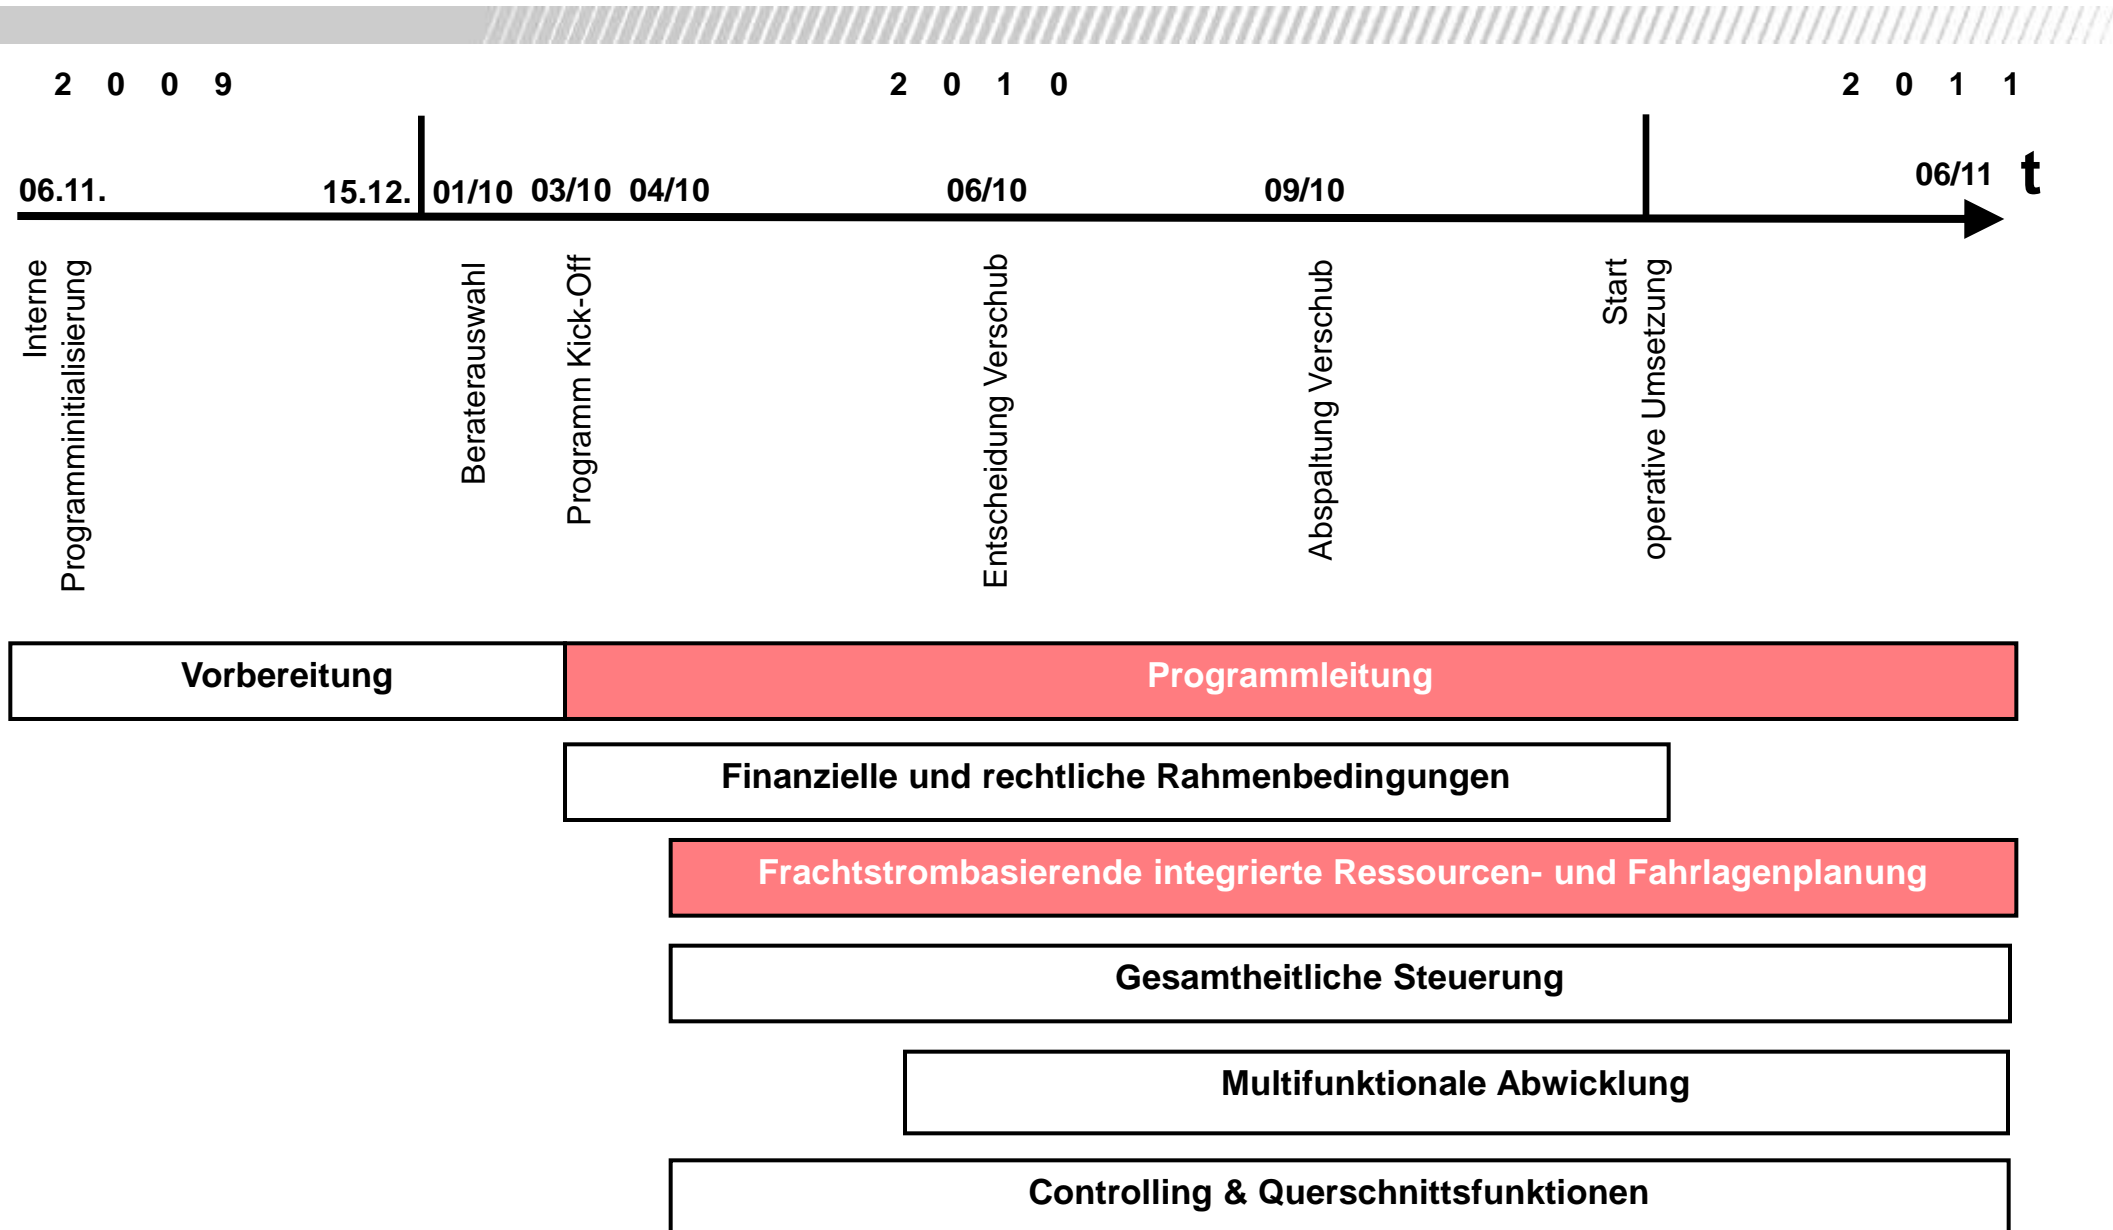 2 0 0 9
2 0 1 0
2 0 1 1
06.11.
15.12.
01/10
03/10
04/10
06/10
09/10
06/11
t
Interne
Programminitialisierung
Beraterauswahl
Programm Kick-Off
Entscheidung Verschub
Abspaltung Verschub
Start
operative Umsetzung
Vorbereitung
Programmleitung
Finanzielle und rechtliche Rahmenbedingungen
Frachtstrombasierende integrierte Ressourcen- und Fahrlagenplanung
Gesamtheitliche Steuerung
Multifunktionale Abwicklung
Controlling & Querschnittsfunktionen